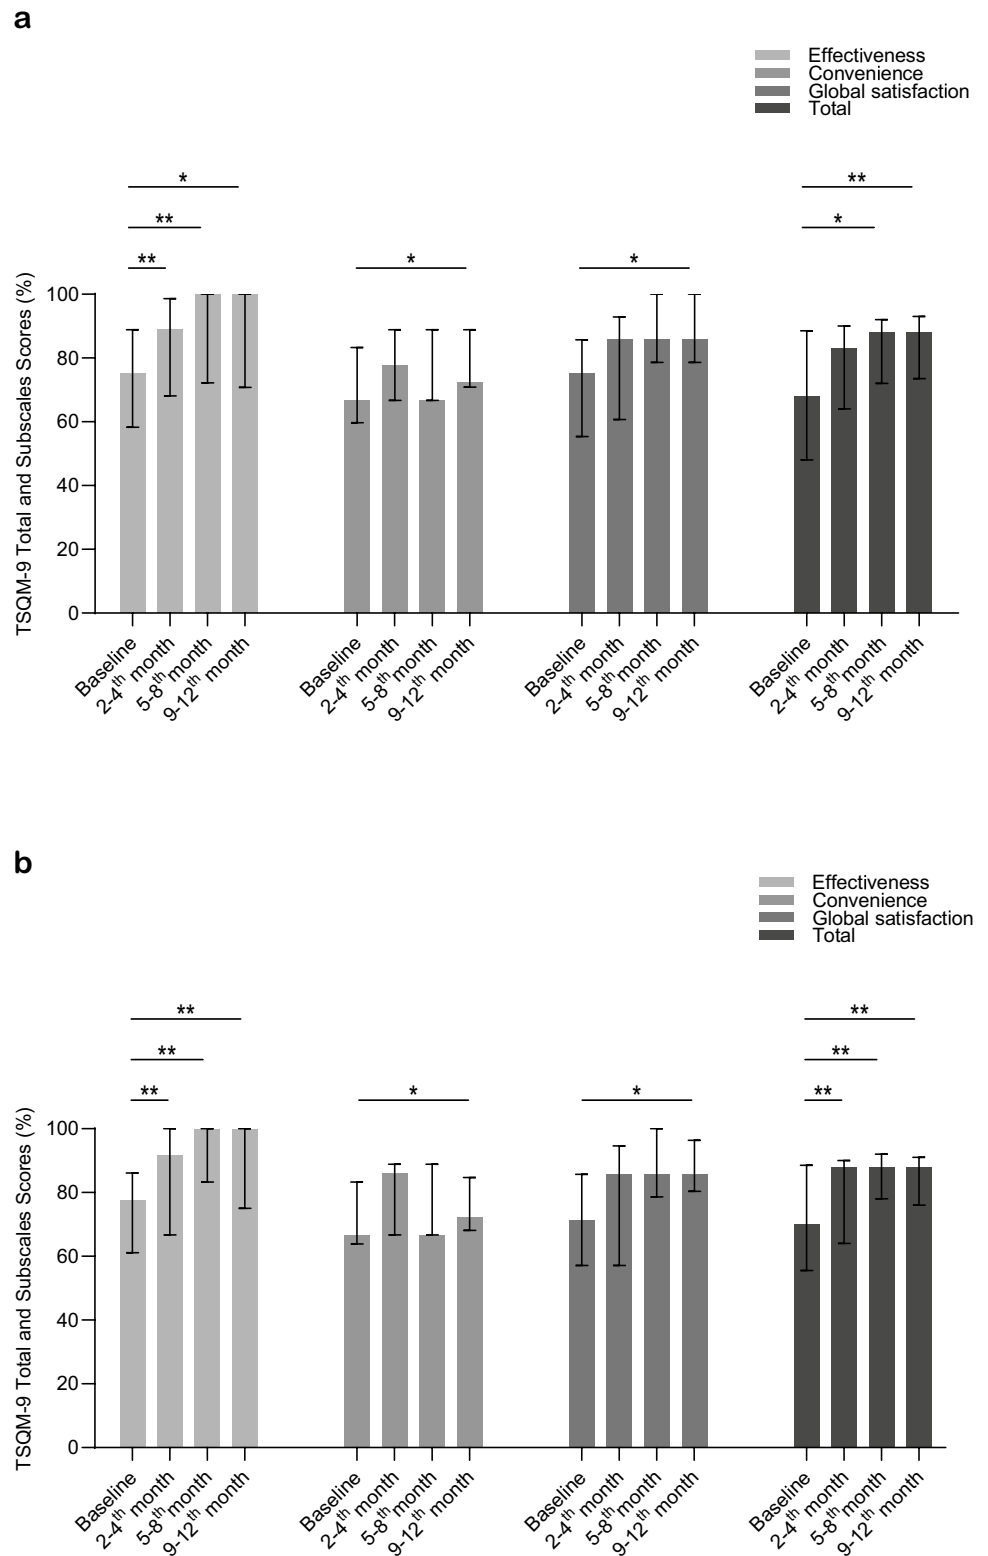 a
Effectiveness
Convenience
Global satisfaction
Total
*
**
**
*
*
**
*
TSQM-9 Total and Subscales Scores (%)
100
80
60
40
20
0
Baseline
2-4th month
5-8th month
9-12th month
Baseline
2-4th month
5-8th month
9-12th month
Baseline
2-4th month
5-8th month
9-12th month
Baseline
2-4th month
5-8th month
9-12th month
b
Effectiveness
Convenience
Global satisfaction
Total
**
**
**
*
*
**
**
**
TSQM-9 Total and Subscales Scores (%)
100
80
60
40
20
0
Baseline
2-4th month
5-8th month
9-12th month
Baseline
2-4th month
5-8th month
9-12th month
Baseline
2-4th month
5-8th month
9-12th month
Baseline
2-4th month
5-8th month
9-12th month